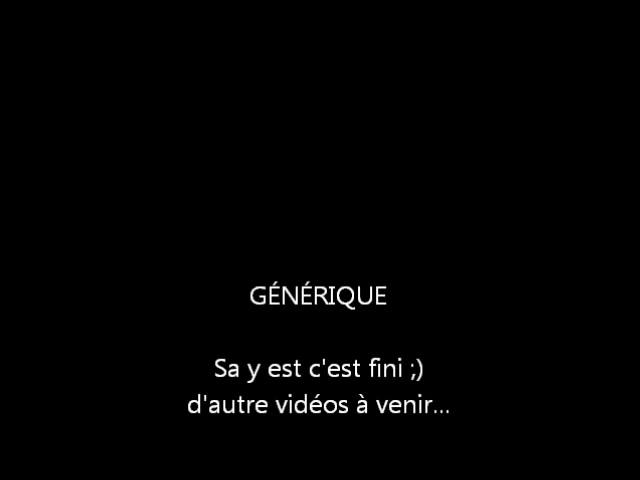 GÉNÉRIQUE
Sa y est c'est fini ;)
d'autre vidéos à venir...